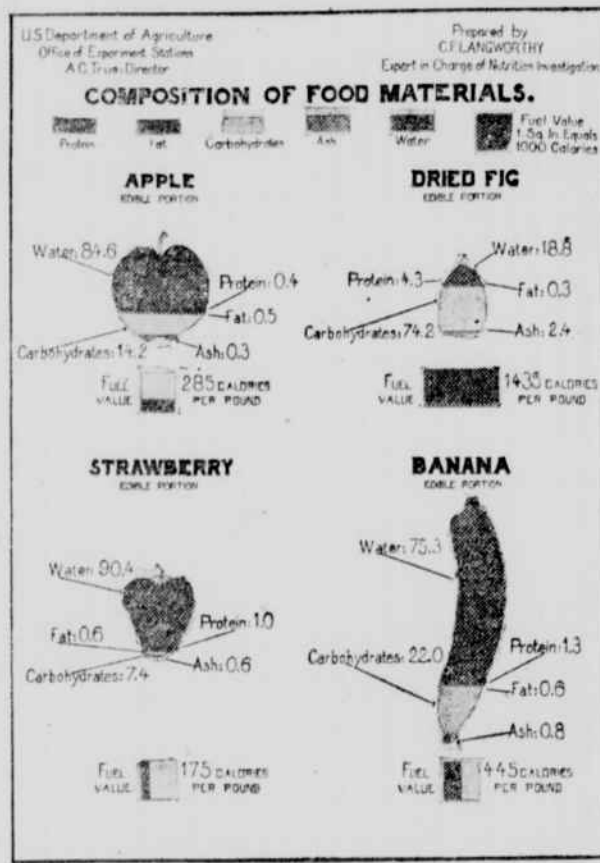 U.S. Department of Agriculture
Office of Experiment Stations
A.C. True: Director
Prepared by
C.F. LANGWORTHY
Expert in Charge of Nutrition Investigation
COMPOSITION OF FOOD MATERIALS.
Protein
Fat
Carbohydrates
Ash
Water
Fuel Value
1 Sq. In. Equals
1000 Calories
APPLE
EDIBLE PORTION
Water: 84.6
Protein: 0.4
Fat: 0.5
Carbohydrates: 14.2
Ash: 0.3
FUEL VALUE
285 CALORIES PER POUND
DRIED FIG
EDIBLE PORTION
Water: 18.8
Protein: 4.3
Fat: 0.3
Carbohydrates: 74.2
Ash: 2.4
FUEL VALUE
1435 CALORIES PER POUND
STRAWBERRY
EDIBLE PORTION
Water: 90.4
Protein: 1.0
Fat: 0.6
Carbohydrates: 7.4
Ash: 0.6
FUEL VALUE
175 CALORIES PER POUND
BANANA
EDIBLE PORTION
Water: 75.3
Carbohydrates: 22.0
Protein: 1.3
Fat: 0.6
Ash: 0.8
FUEL VALUE
445 CALORIES PER POUND